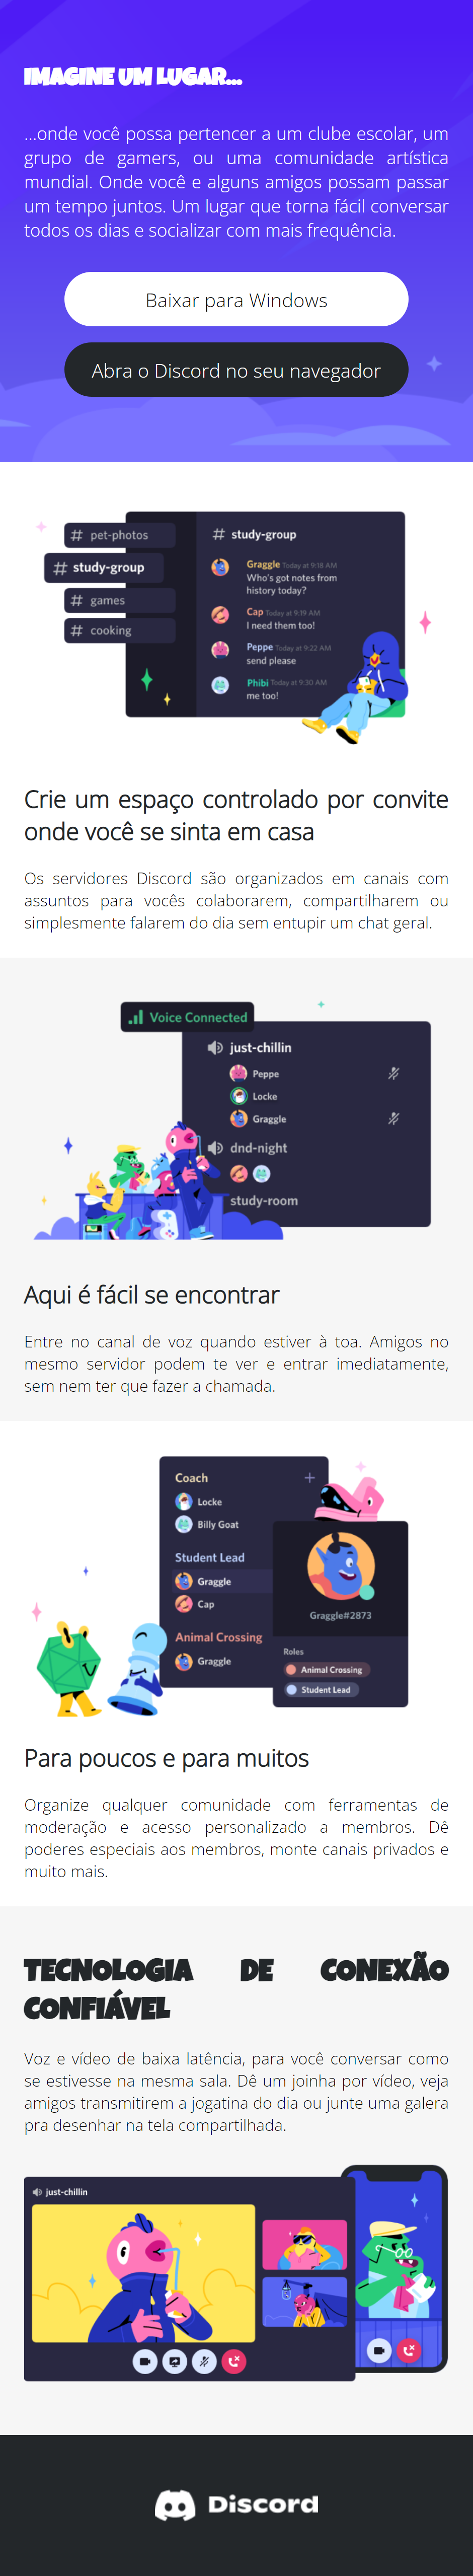 IMAGINE UM LUGAR...
...onde você possa pertencer a um clube escolar, um
grupo de gamers, ou uma comunidade artística
mundial. Onde você e alguns amigos possam passar
um tempo juntos. Um lugar que torna fácil conversar
todos os dias e socializar com mais frequência.
Baixar para Windows
Abra o Discord no seu navegador
# pet-photos
# study-group
# games
# cooking
# study-group
Graggle Today at 9:18 AM
Who's got notes from
history today?
Cap Today at 9:19 AM
I need them too!
Peppe Today at 9:22 AM
send please
Phibi Today at 9:30 AM
me too!
Crie um espaço controlado por convite
onde você se sinta em casa
Os servidores Discord são organizados em canais com
assuntos para vocês colaborarem, compartilharem ou
simplesmente falarem do dia sem entupir um chat geral.
Voice Connected
just-chillin
Peppe
Locke
Graggle
dnd-night
study-room
Aqui é fácil se encontrar
Entre no canal de voz quando estiver à toa. Amigos no
mesmo servidor podem te ver e entrar imediatamente,
sem nem ter que fazer a chamada.
Coach +
Locke
Billy Goat
Student Lead
Graggle
Cap
Animal Crossing
Graggle
Graggle#2873
Roles
Animal Crossing
Student Lead
Para poucos e para muitos
Organize qualquer comunidade com ferramentas de
moderação e acesso personalizado a membros. Dê
poderes especiais aos membros, monte canais privados e
muito mais.
TECNOLOGIA DE CONEXÃO
CONFIÁVEL
Voz e vídeo de baixa latência, para você conversar como
se estivesse na mesma sala. Dê um joinha por vídeo, veja
amigos transmitirem a jogatina do dia ou junte uma galera
pra desenhar na tela compartilhada.
just-chillin
Discord